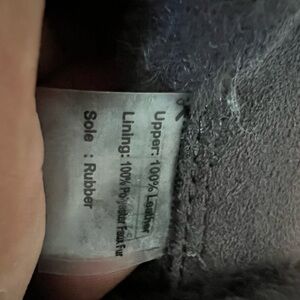 Upper: 100% Leather
Lining: 100% Polyester Faux Fur
Sole : Rubber